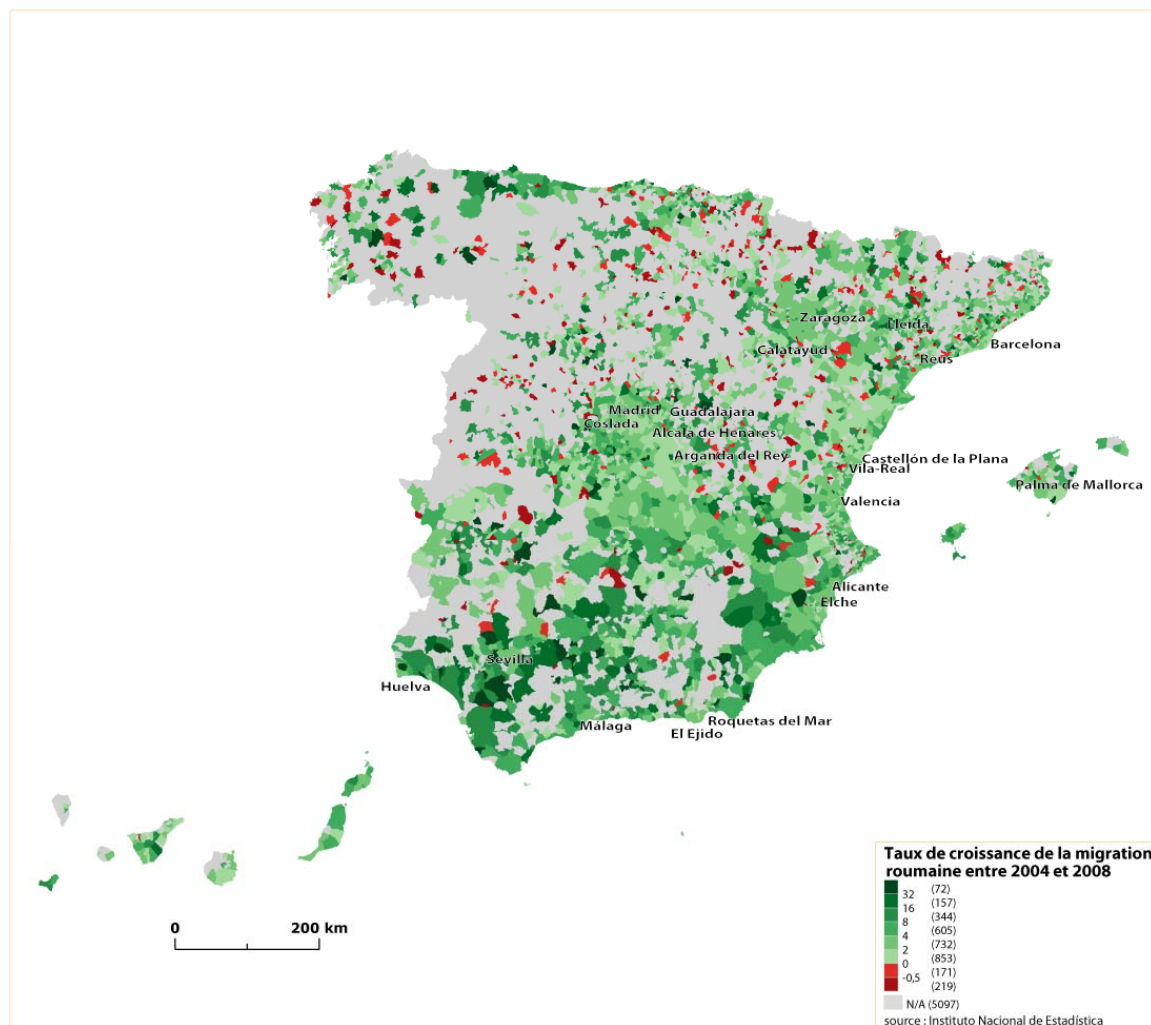 Zaragoza
Lleida
Barcelona
Calatayud
Reus
Madrid
Guadalajara
Coslada
Alcala de Henares
Arganda del Rey
Castellón de la Plana
Vila-Real
Palma de Mallorca
Valencia
Alicante
Elche
Sevilla
Huelva
Roquetas del Mar
Málaga
El Ejido
0 200 km
Taux de croissance de la migration
roumaine entre 2004 et 2008
(72)
32
(157)
16
(344)
8
(605)
4
(732)
2
(853)
0
(171)
-0,5
(219)
N/A (5097)
source : Instituto Nacional de Estadística